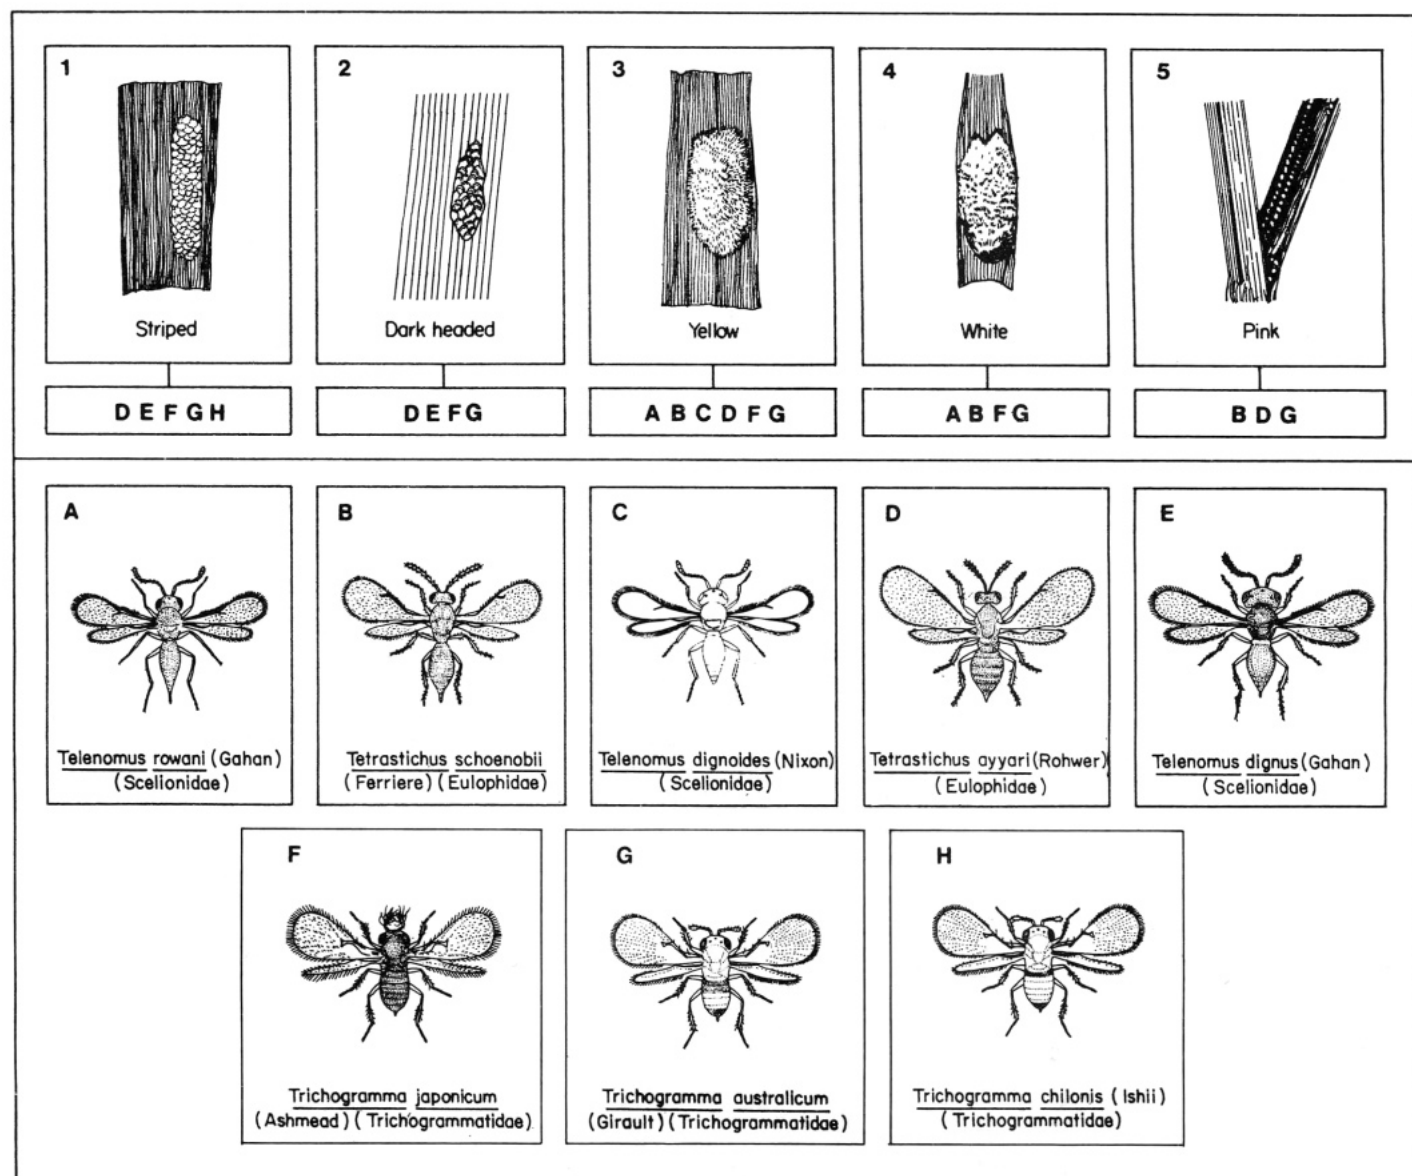 1
Striped
D E F G H
2
Dark headed
D E F G
3
Yellow
A B C D F G
4
White
A B F G
5
Pink
B D G
A
Telenomus rowani (Gahan)
(Scelionidae)
B
Tetrastichus schoenobii
(Ferriere) (Eulophidae)
C
Telenomus dignoides (Nixon)
(Scelionidae)
D
Tetrastichus ayyari (Rohwer)
(Eulophidae)
E
Telenomus dignus (Gahan)
(Scelionidae)
F
Trichogramma japonicum
(Ashmead) (Trichogrammatidae)
G
Trichogramma australicum
(Girault) (Trichogrammatidae)
H
Trichogramma chilonis (Ishii)
(Trichogrammatidae)